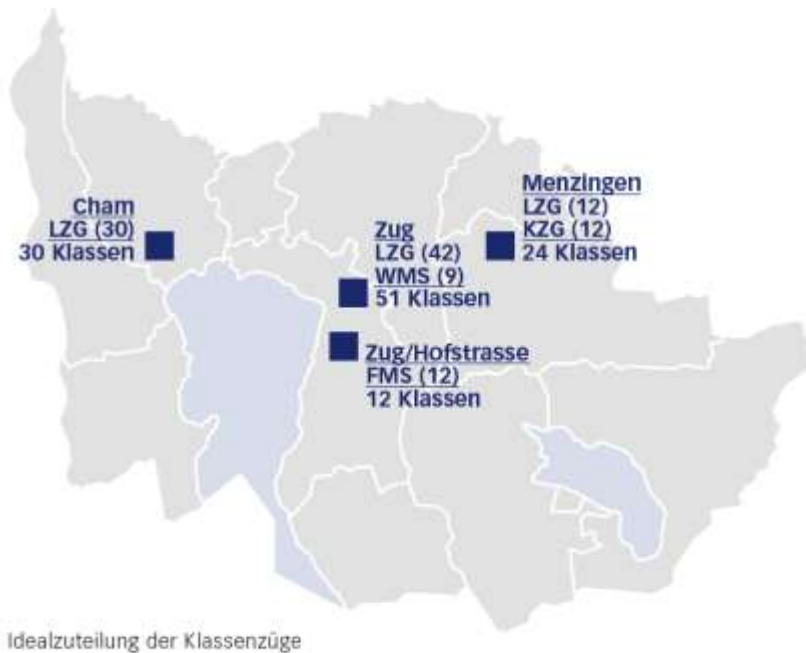 Cham
LZG (30)
30 Klassen
Zug
LZG (42)
WMS (9)
51 Klassen
Menzingen
LZG (12)
KZG (12)
24 Klassen
Zug/Hofstrasse
FMS (12)
12 Klassen
Idealzuteilung der Klassenzüge